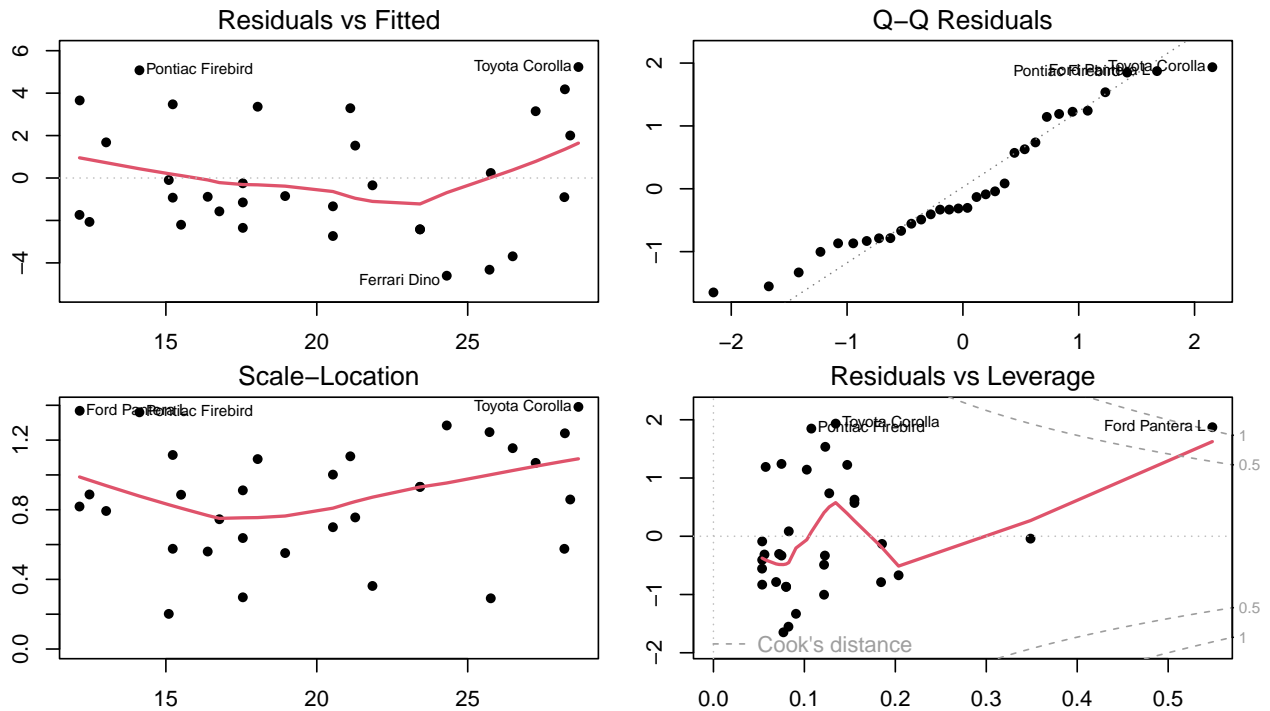 Residuals vs Fitted
6
4
2
0
−4
15
20
25
Pontiac Firebird
Toyota Corolla
Ferrari Dino
Q−Q Residuals
2
1
0
−1
−2
−1
0
1
2
Pontiac Firebird
Ford Pantera L
Toyota Corolla
Scale−Location
1.2
0.8
0.4
0.0
15
20
25
Ford Pantera L
Pontiac Firebird
Toyota Corolla
Residuals vs Leverage
2
1
0
−1
−2
0.0
0.1
0.2
0.3
0.4
0.5
Toyota Corolla
Pontiac Firebird
Ford Pantera L
1
0.5
0.5
1
Cook's distance